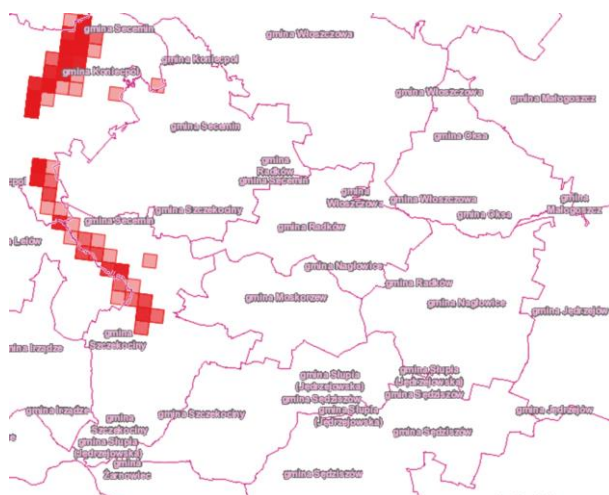 gmina Secemin
gmina Włoszczowa
gmina Koniecpol
gmina Koniecpol
gmina Włoszczowa
gmina Małogoszcz
gmina Secemin
gmina Oksa
gmina
Radków
gmina Secemin
gmina
Włoszczowa
gmina Włoszczowa
gmina
Małogoszcz
gmina Secemin
gmina Szczekociny
gmina Oksa
gmina Radków
a Lelów
gmina Nagłowice
gmina Radków
gmina Moskorzew
gmina Nagłowice
gmina Jędrzejów
gmina
Szczekociny
mina Irządze
gmina Słupia
(Jędrzejowska)
gmina Słupia
(Jędrzejowska)
gmina Sędziszów
gmina Sędziszów
gmina Irządze
gmina
Szczekociny
gmina Szczekociny
gmina Słupia
(Jędrzejowska)
gmina Jędrzejów
gmina Sędziszów
gmina Słupia
(Jędrzejowska)
gmina
Żarnowiec
gmina Sędziszów